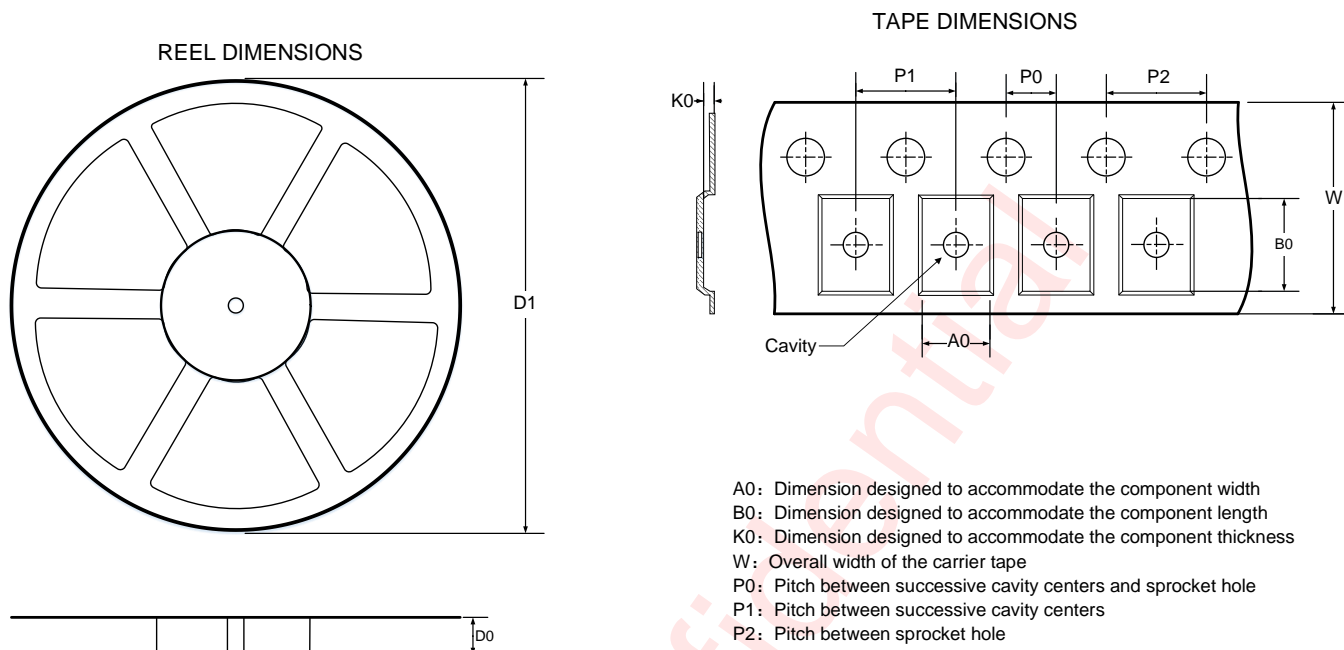 TAPE DIMENSIONS
REEL DIMENSIONS
P1
P0
P2
K0
W
B0
D1
Cavity
A0
A0：Dimension designed to accommodate the component width
B0：Dimension designed to accommodate the component length
K0：Dimension designed to accommodate the component thickness
W：Overall width of the carrier tape
P0：Pitch between successive cavity centers and sprocket hole
P1：Pitch between successive cavity centers
P2：Pitch between sprocket hole
D0
fidential